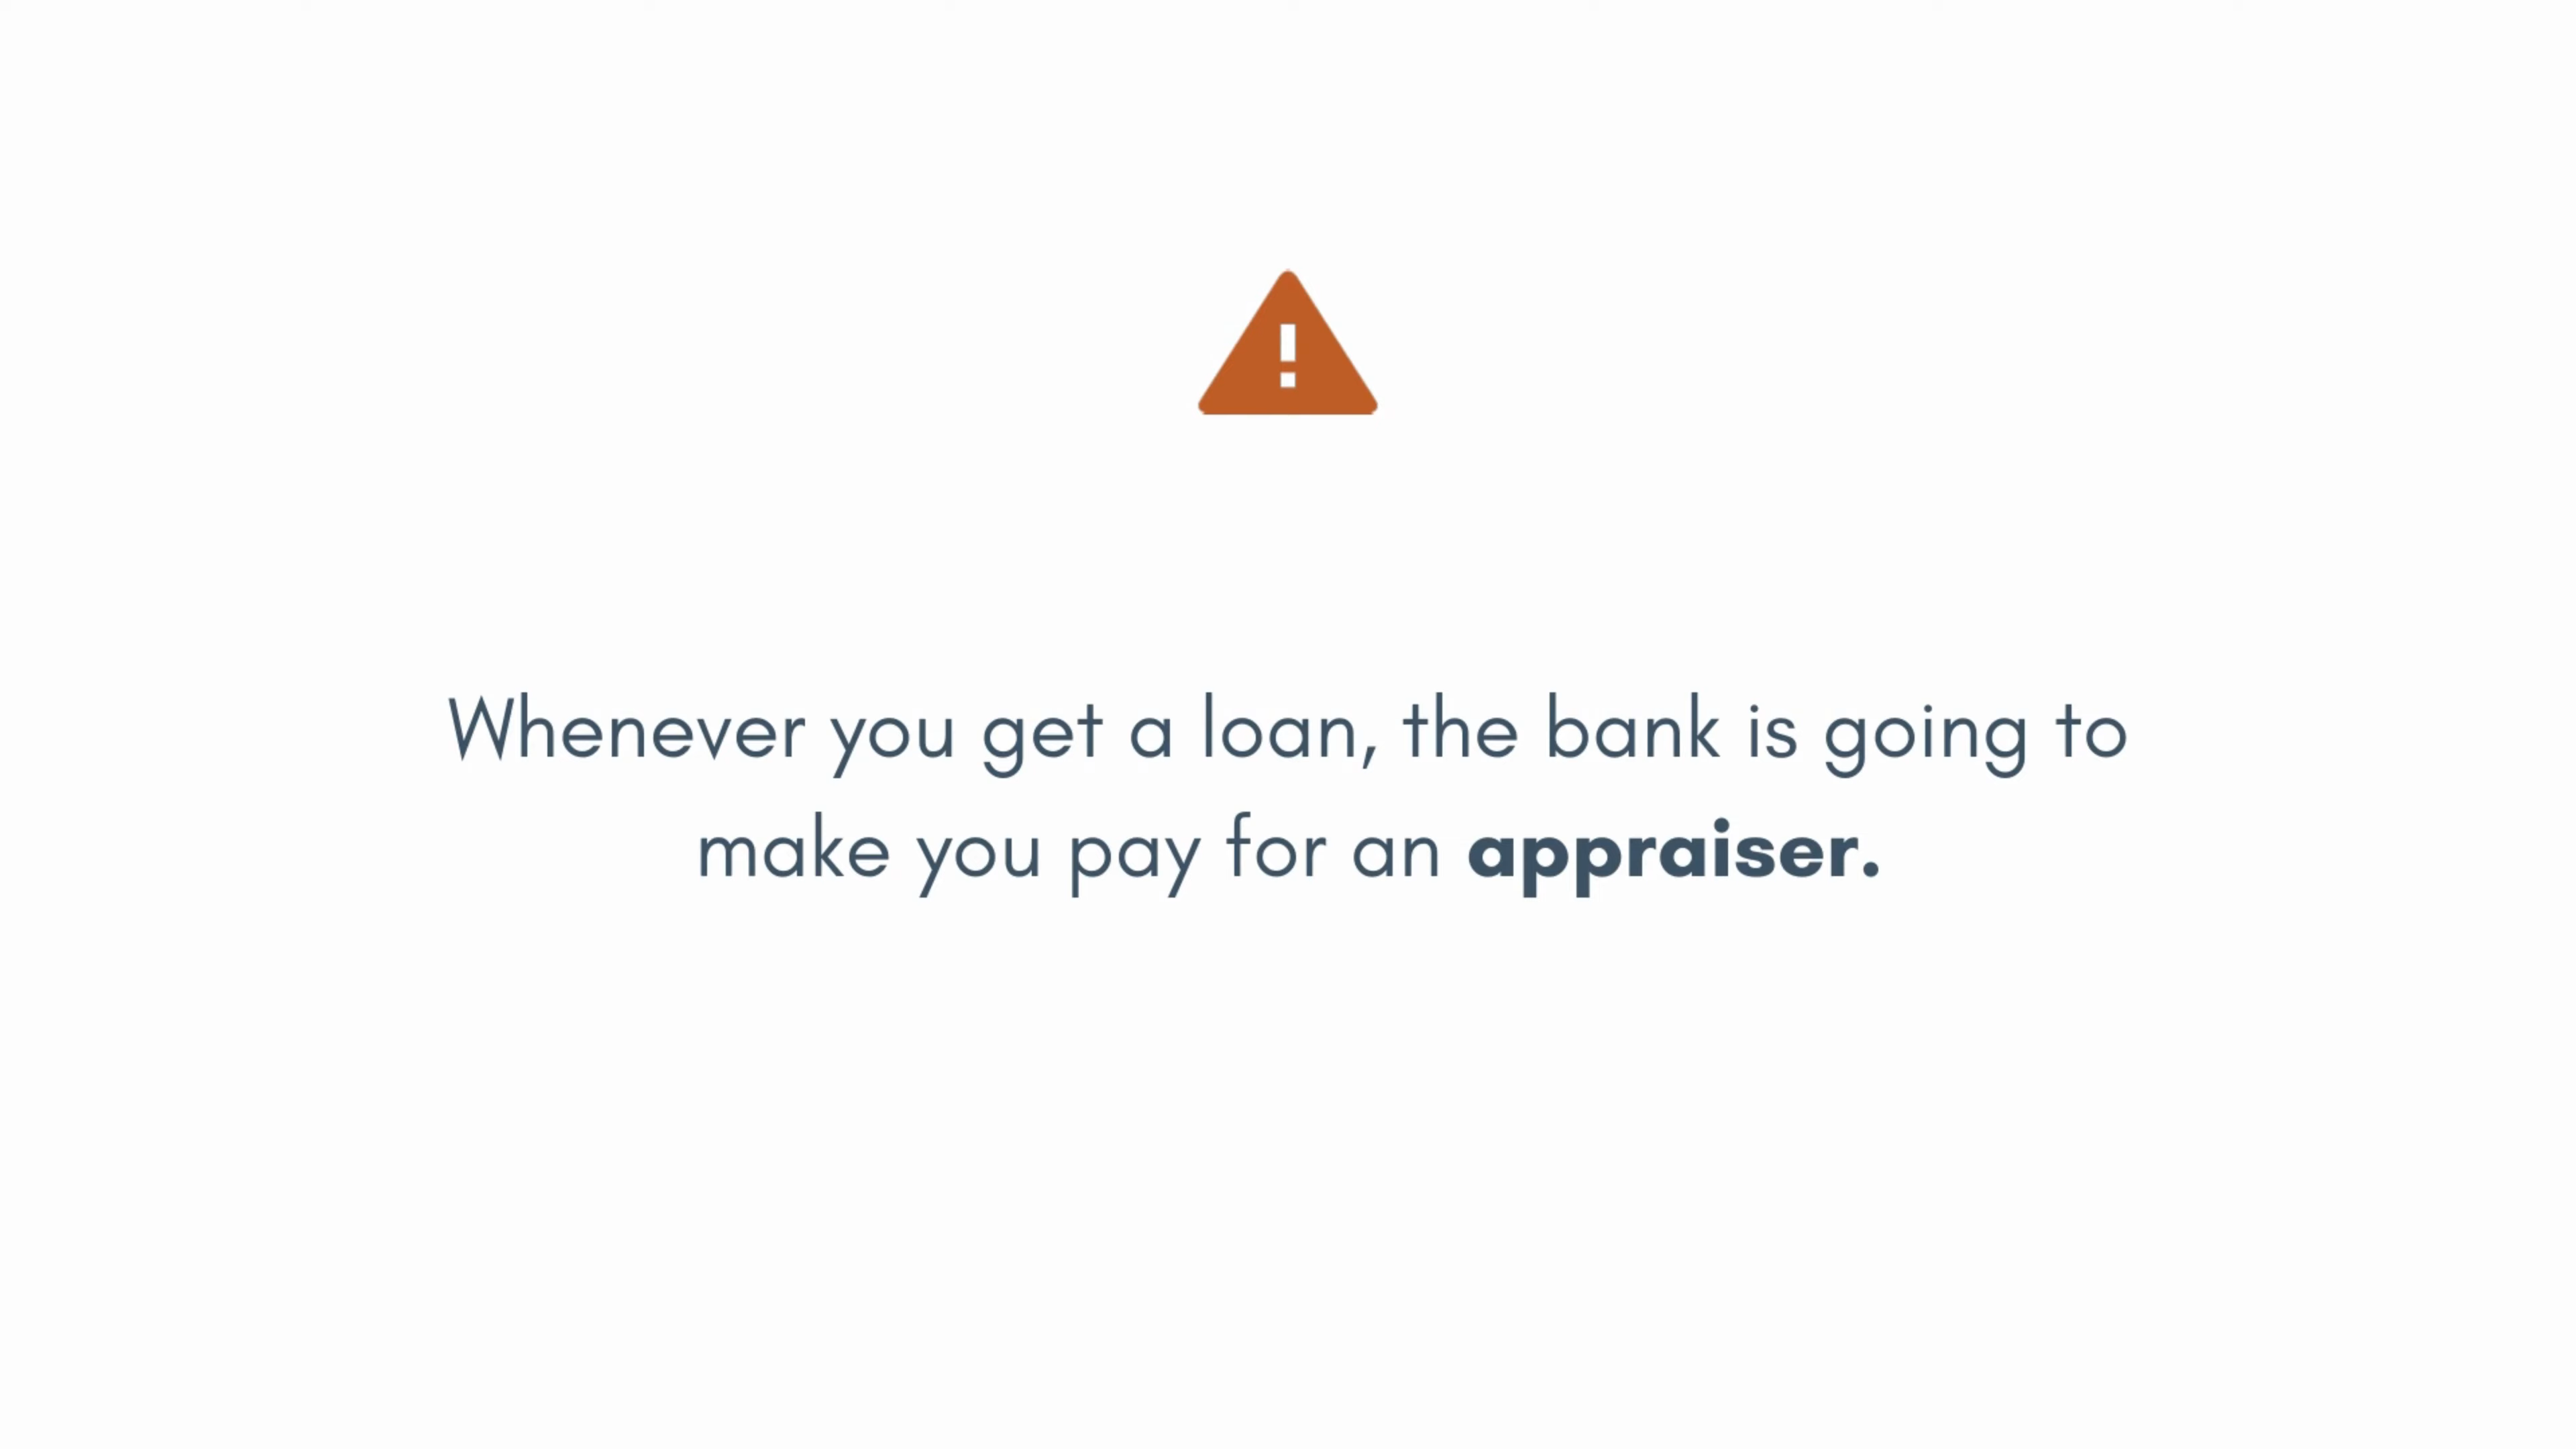 Whenever you get a loan, the bank is going to
make you pay for an appraiser.